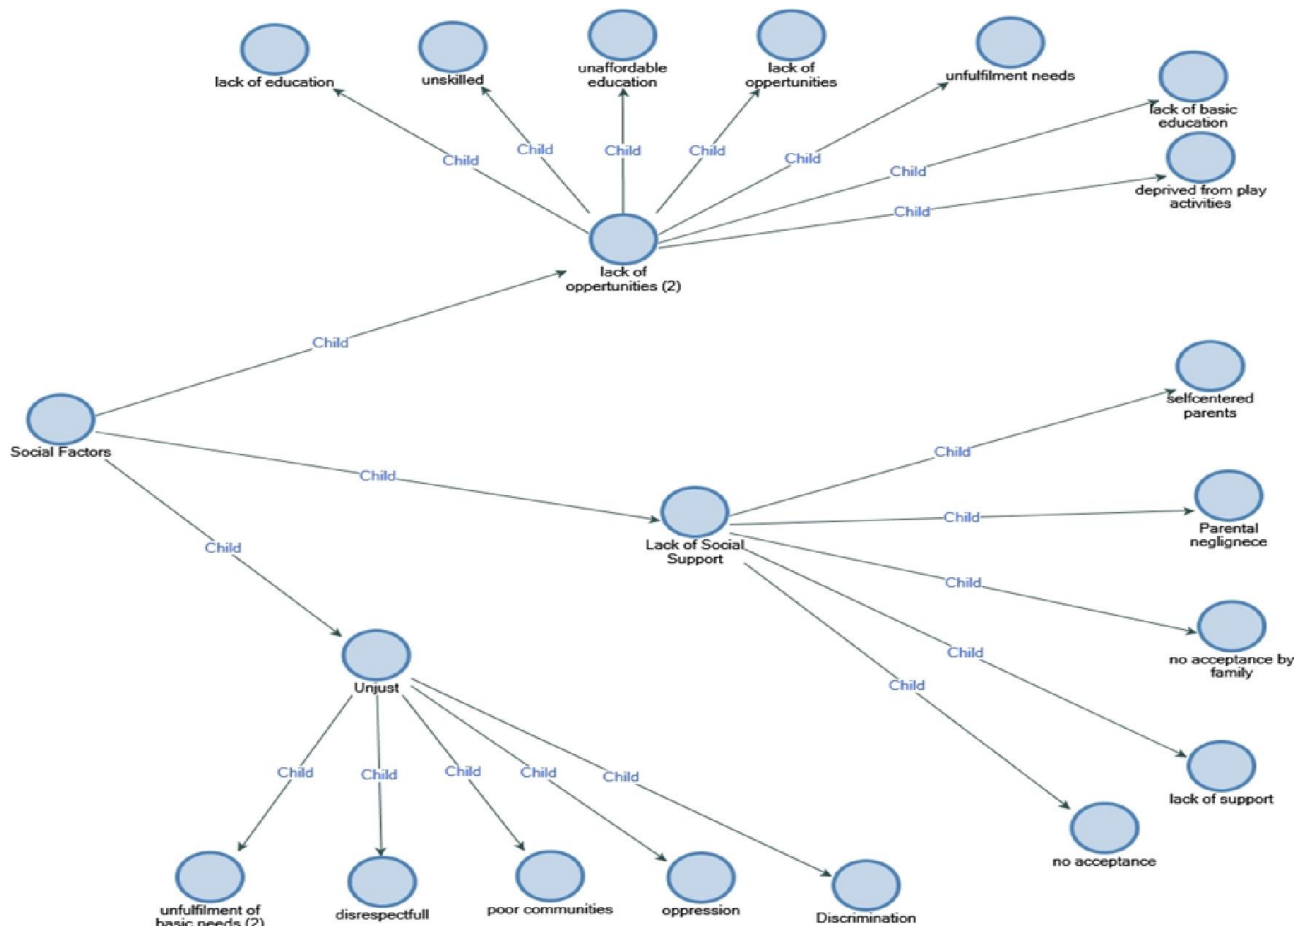 lack of education
unskilled
unaffordable
education
lack of
oppertunities
unfulfilment needs
lack of basic
education
deprived from play
activities
Child
Child
Child
Child
Child
Child
Child
lack of
oppertunities (2)
Child
Social Factors
Child
Child
selfcentered
parents
Child
Lack of Social
Support
Child
Parental
neglignece
Child
no acceptance by
family
Child
Child
Unjust
lack of support
no acceptance
Child
Child
Child
Child
Child
unfulfilment of
basic needs (2)
disrespectfull
poor communities
oppression
Discrimination